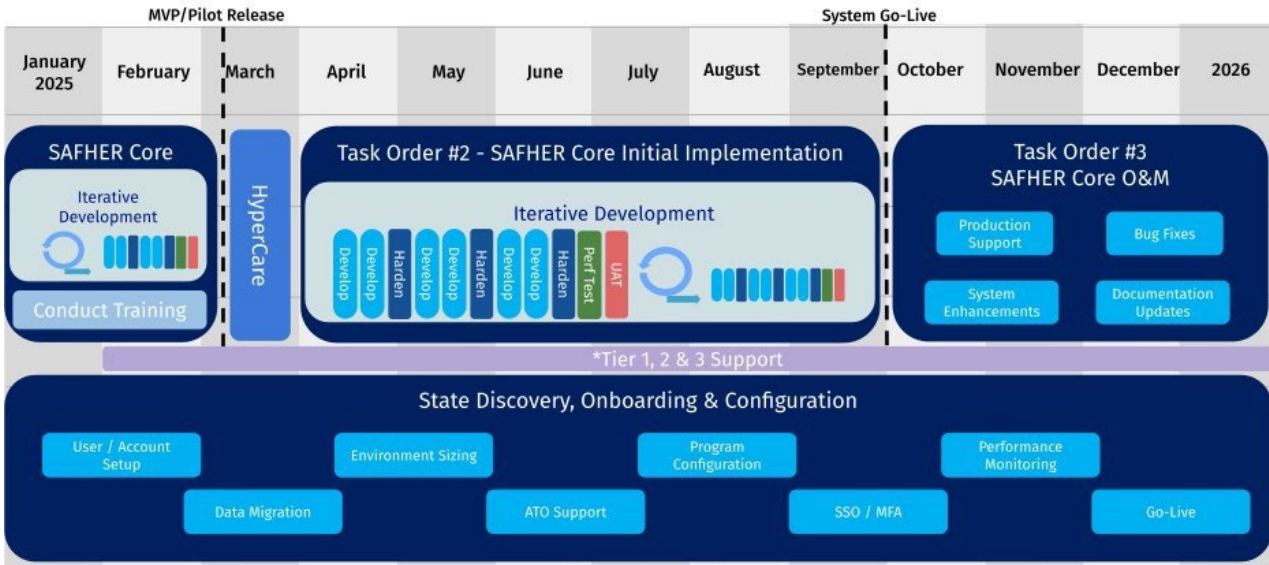 MVP/Pilot Release
System Go-Live
January
2025
February
March
April
May
June
July
August
September
October
November
December
2026
SAFHER Core
Iterative
Development
Conduct Training
HyperCare
Task Order #2 - SAFHER Core Initial Implementation
Iterative Development
Develop
Develop
Harden
Develop
Develop
Harden
Develop
Develop
Harden
Perf Test
UAT
Task Order #3
SAFHER Core O&M
Production
Support
Bug Fixes
System
Enhancements
Documentation
Updates
*Tier 1, 2 & 3 Support
State Discovery, Onboarding & Configuration
User / Account
Setup
Environment Sizing
Program
Configuration
Performance
Monitoring
Data Migration
ATO Support
SSO / MFA
Go-Live